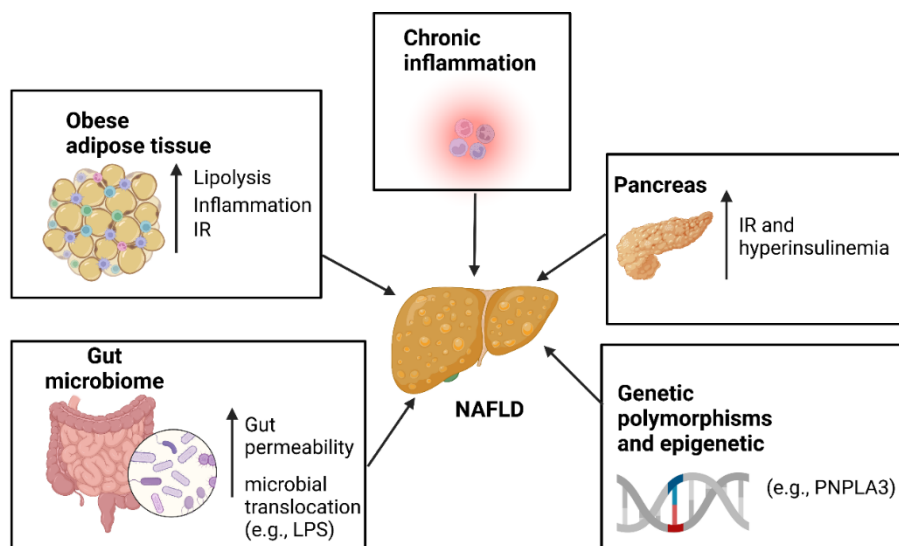 Chronic
inflammation
Obese
adipose tissue
Lipolysis
Inflammation
IR
Pancreas
IR and
hyperinsulinemia
Gut
microbiome
Gut
permeability
microbial
translocation
(e.g., LPS)
NAFLD
Genetic
polymorphisms
and epigenetic
(e.g., PNPLA3)